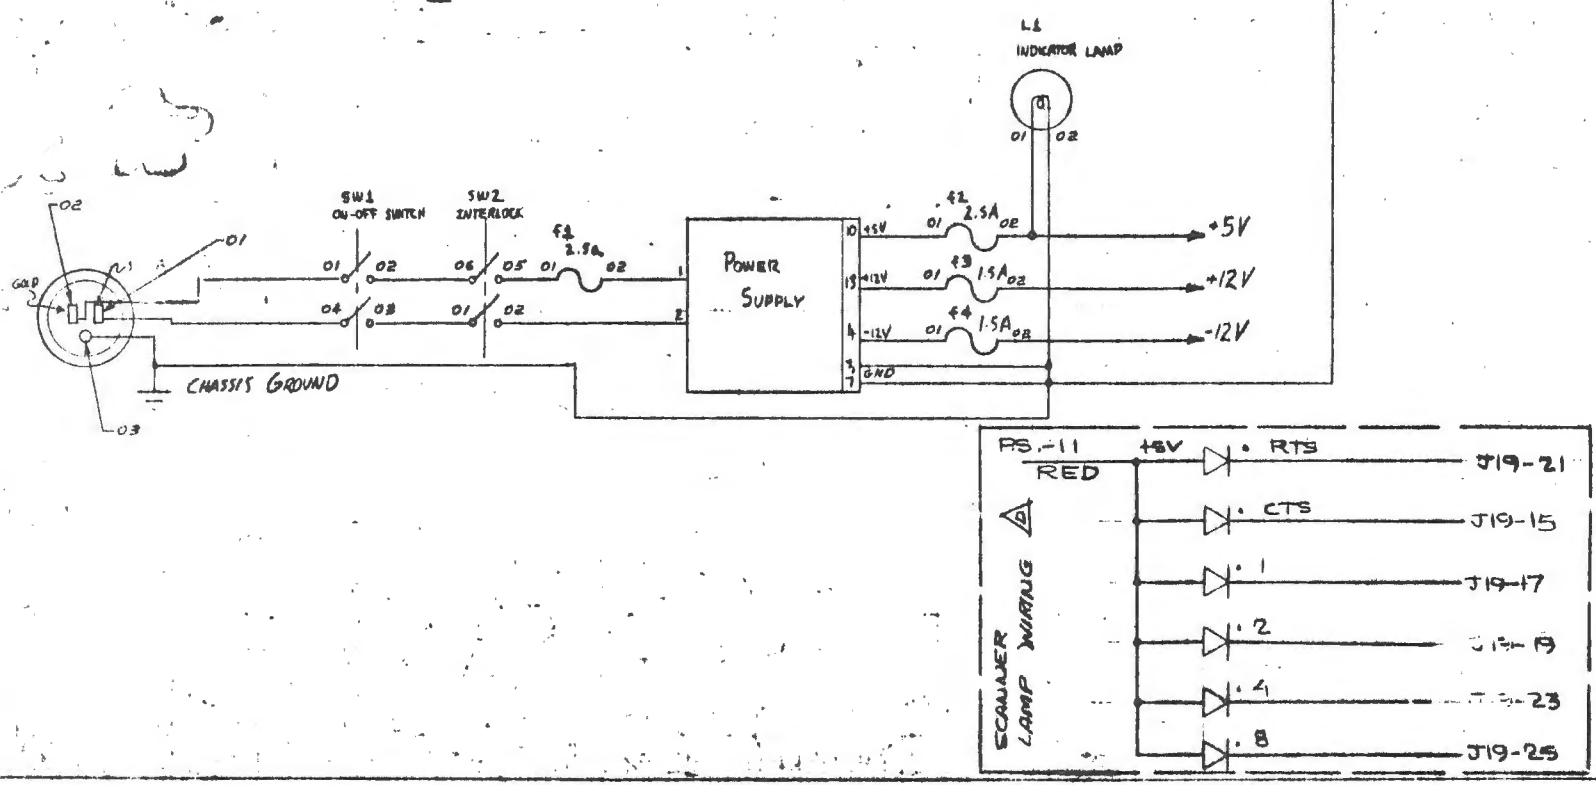 L1
INDICATOR LAMP
01 02
SW1
ON-OFF SWITCH
SW2
INTERLOCK
F1
2.5A
02
01
GOLD
03
01 02
06 05
01 02
04 03
01 02
CHASSIS GROUND
1
2
POWER
SUPPLY
10 +5V
13 +12V
4 -12V
7 GND
F2
01 2.5A 02
+5V
F3
01 1.5A 02
+12V
F4
01 1.5A 02
-12V
P.S.-11
RED
+5V
RTS J19-21
CTS J19-15
1 J19-17
2 J19-19
4 23
8 J19-25
D
SCANNER
LAMP WIRING